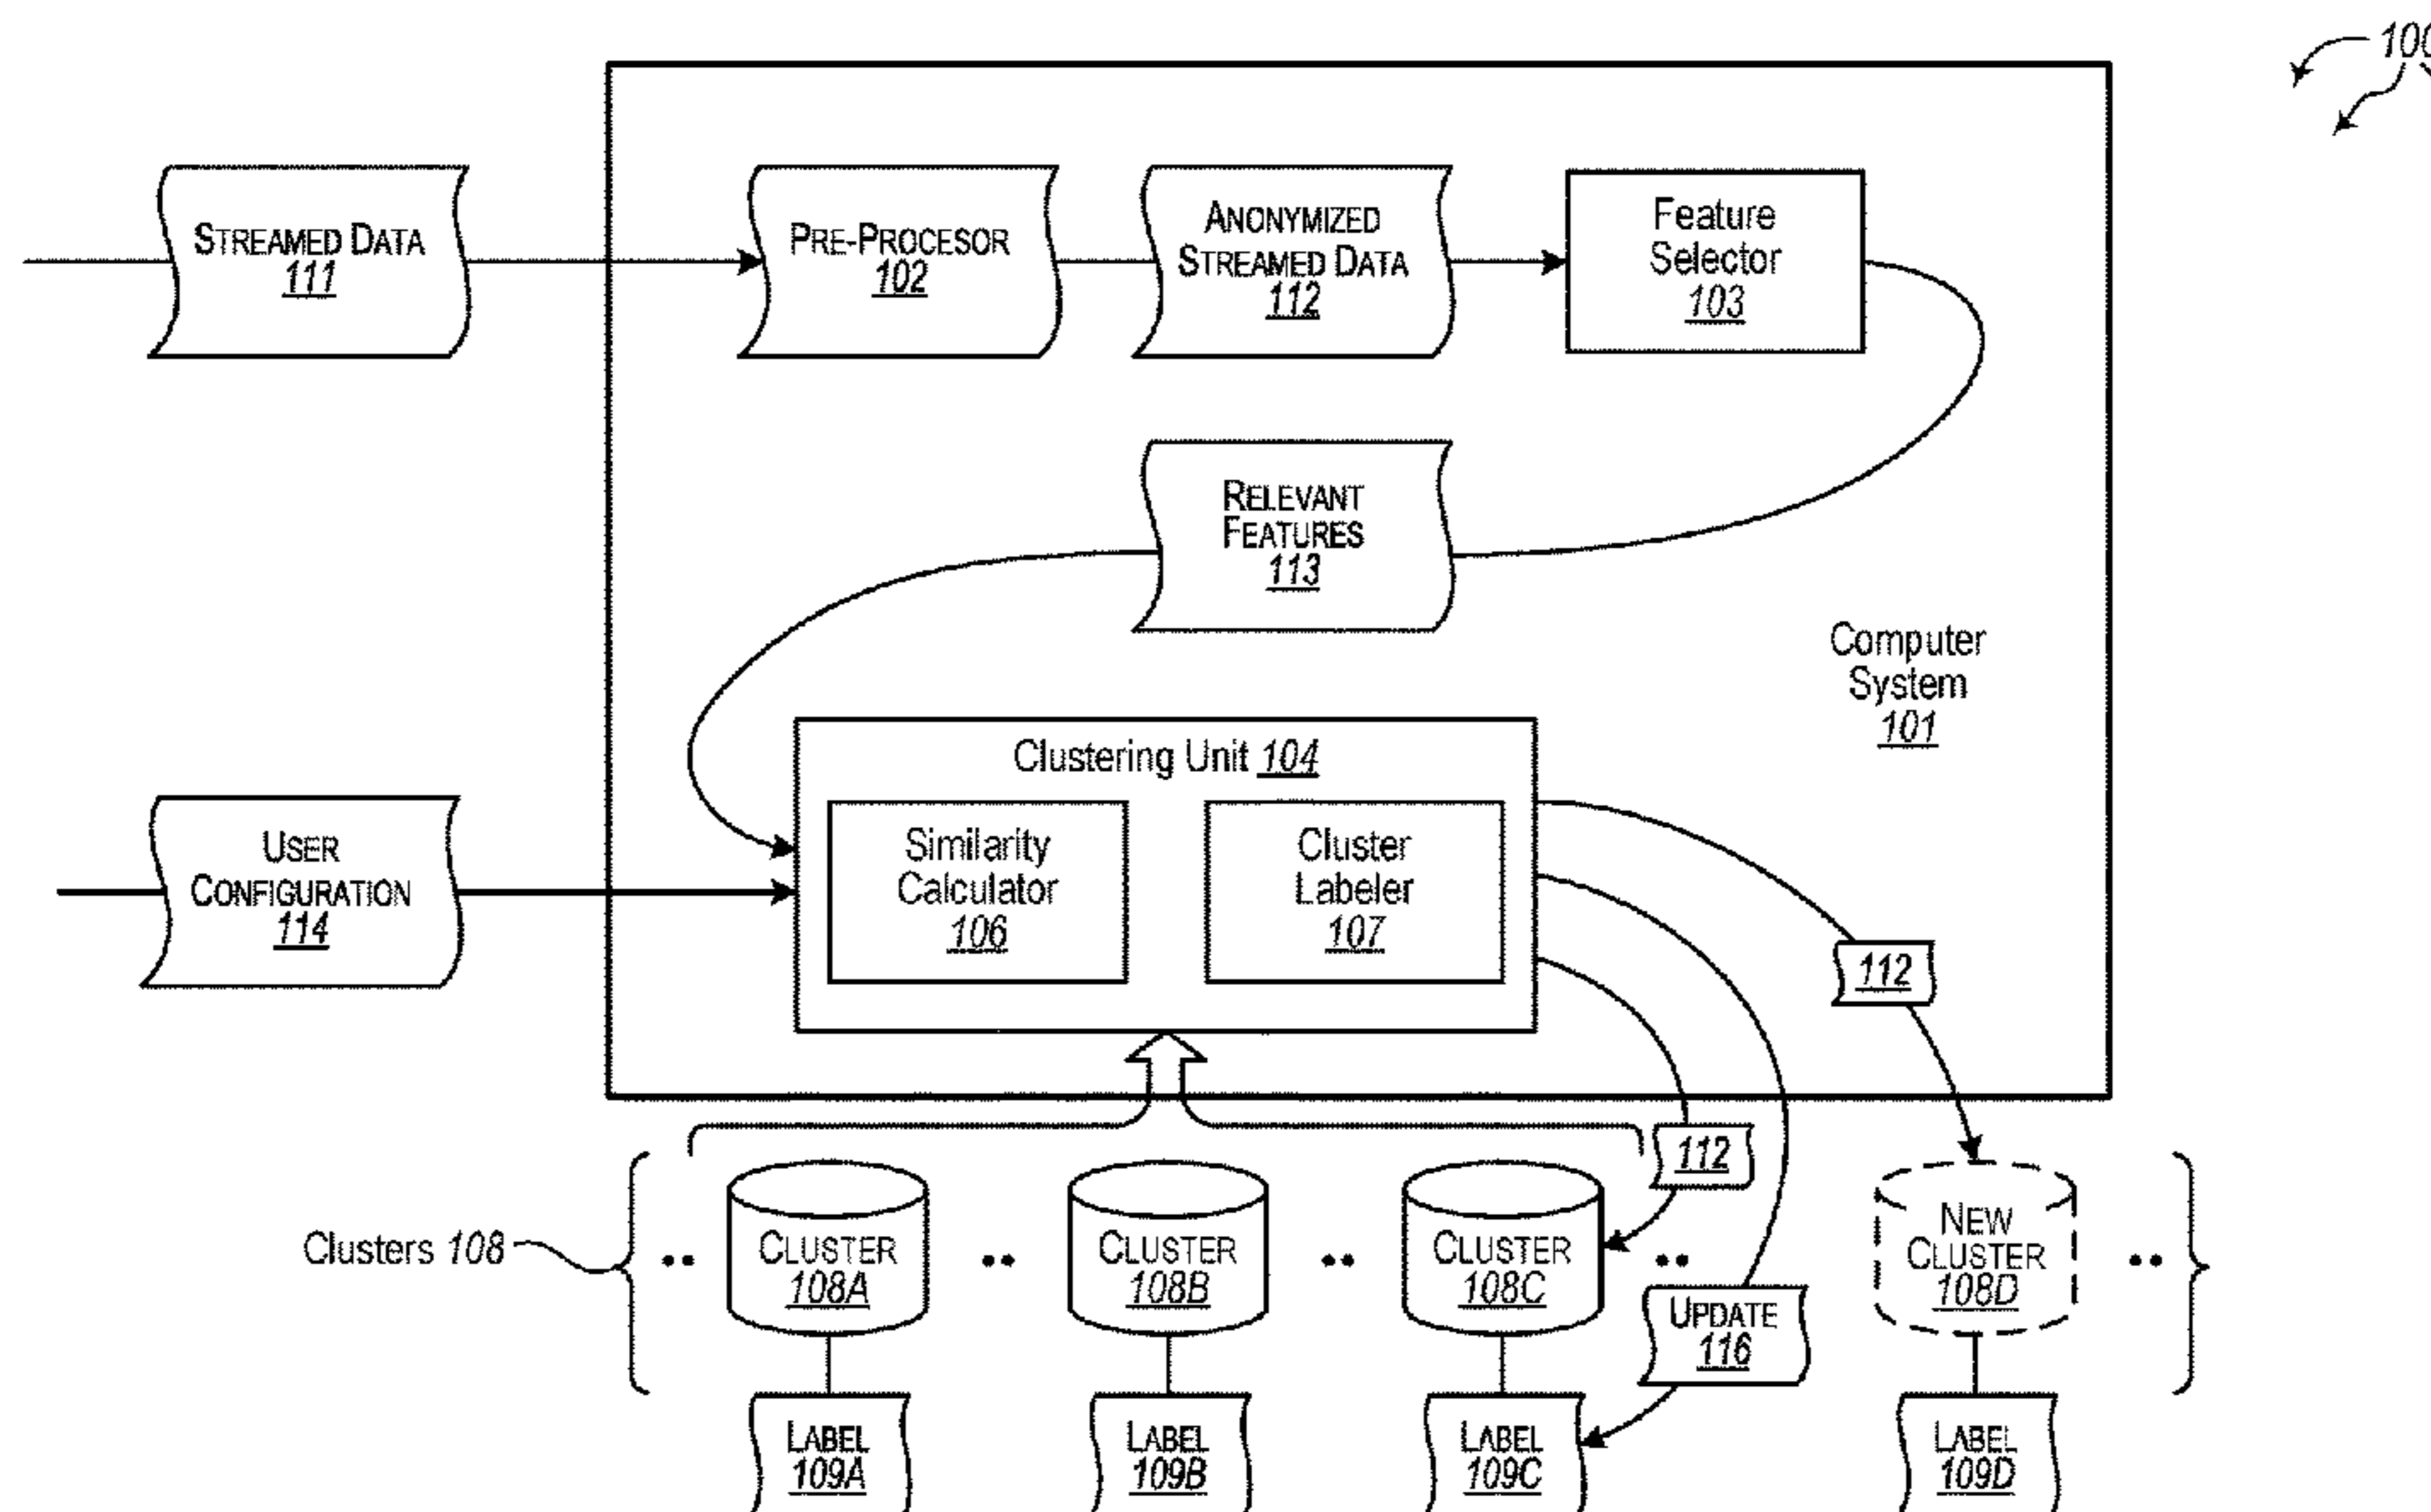 100
STREAMED DATA
111
PRE-PROCESOR
102
ANONYMIZED
STREAMED DATA
112
Feature
Selector
103
RELEVANT
FEATURES
113
Computer
System
101
Clustering Unit 104
USER
CONFIGURATION
114
Similarity
Calculator
106
Cluster
Labeler
107
112
112
Clusters 108
CLUSTER
108A
CLUSTER
108B
CLUSTER
108C
NEW
CLUSTER
108D
UPDATE
116
LABEL
109A
LABEL
109B
LABEL
109C
LABEL
109D